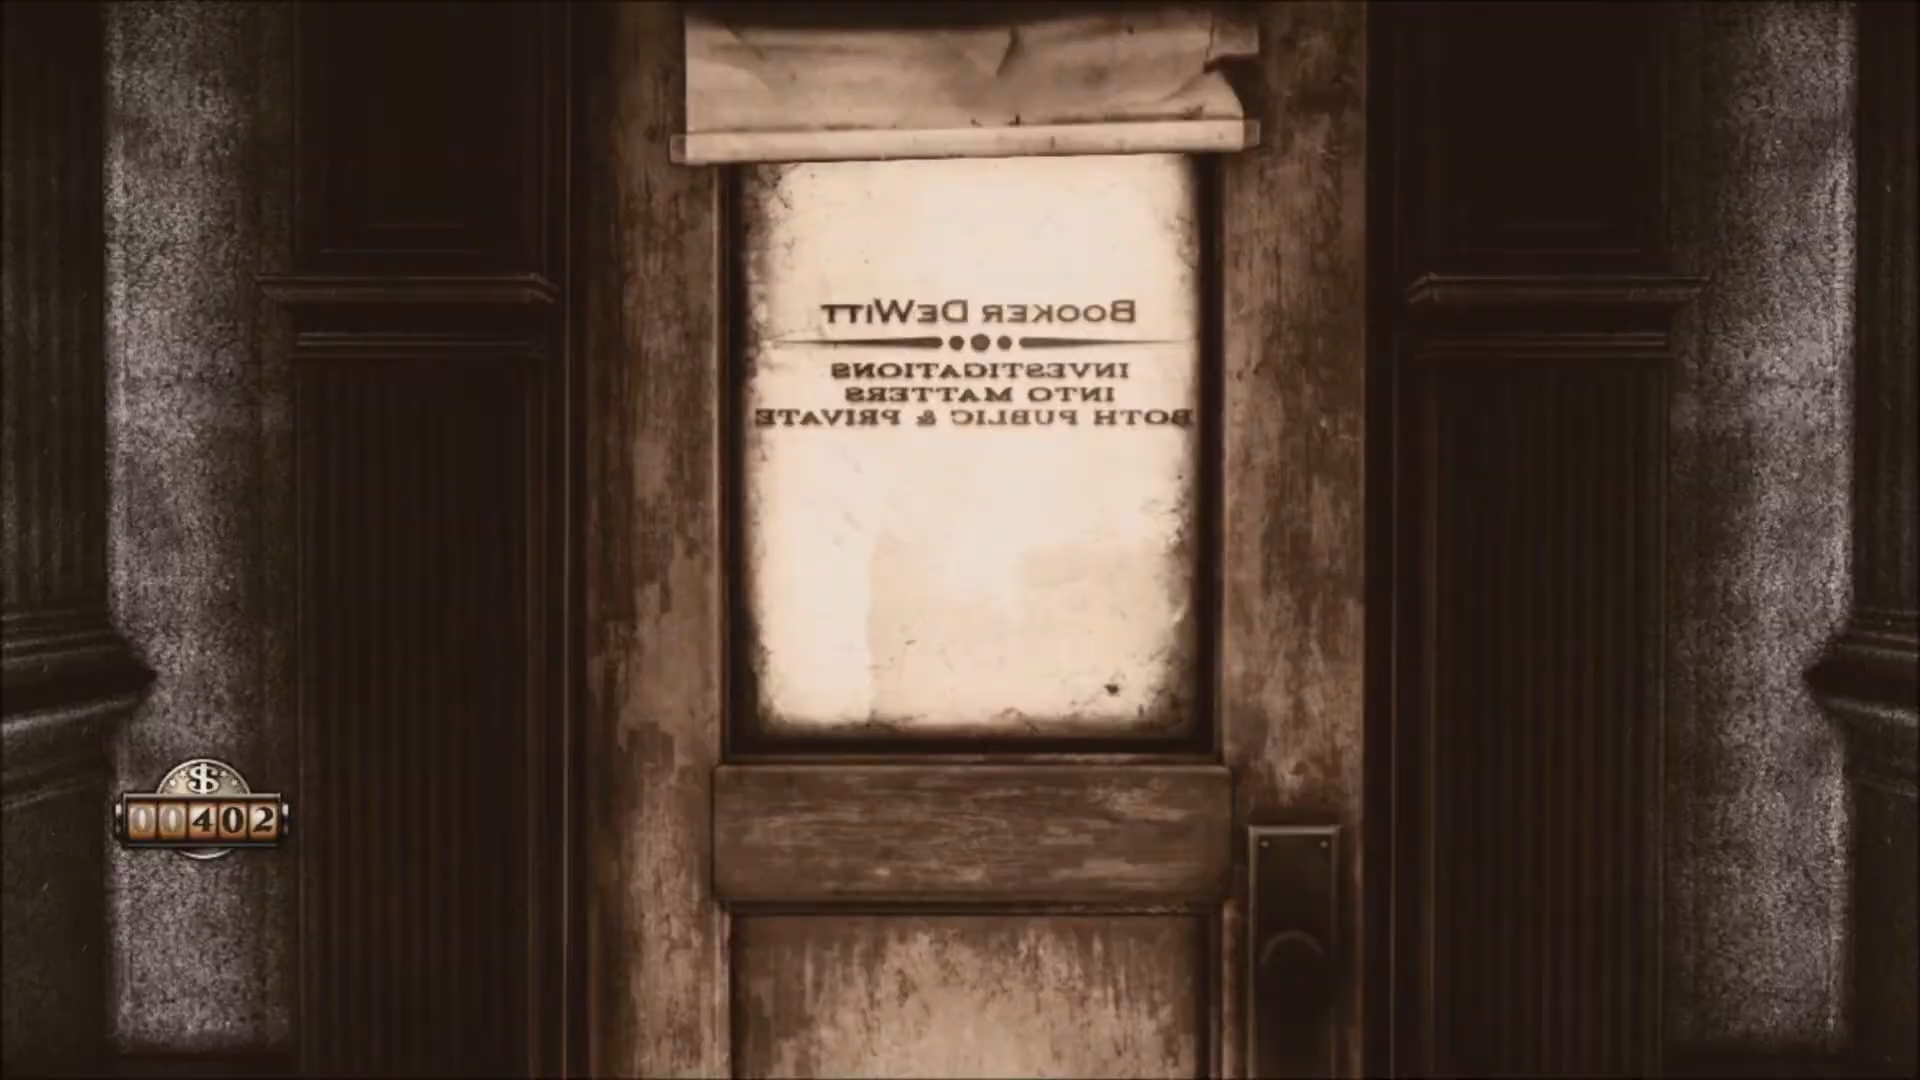 BOOKER DEWITT
INVESTIGATIONS
INTO MATTERS
BOTH PUBLIC & PRIVATE
$
00402